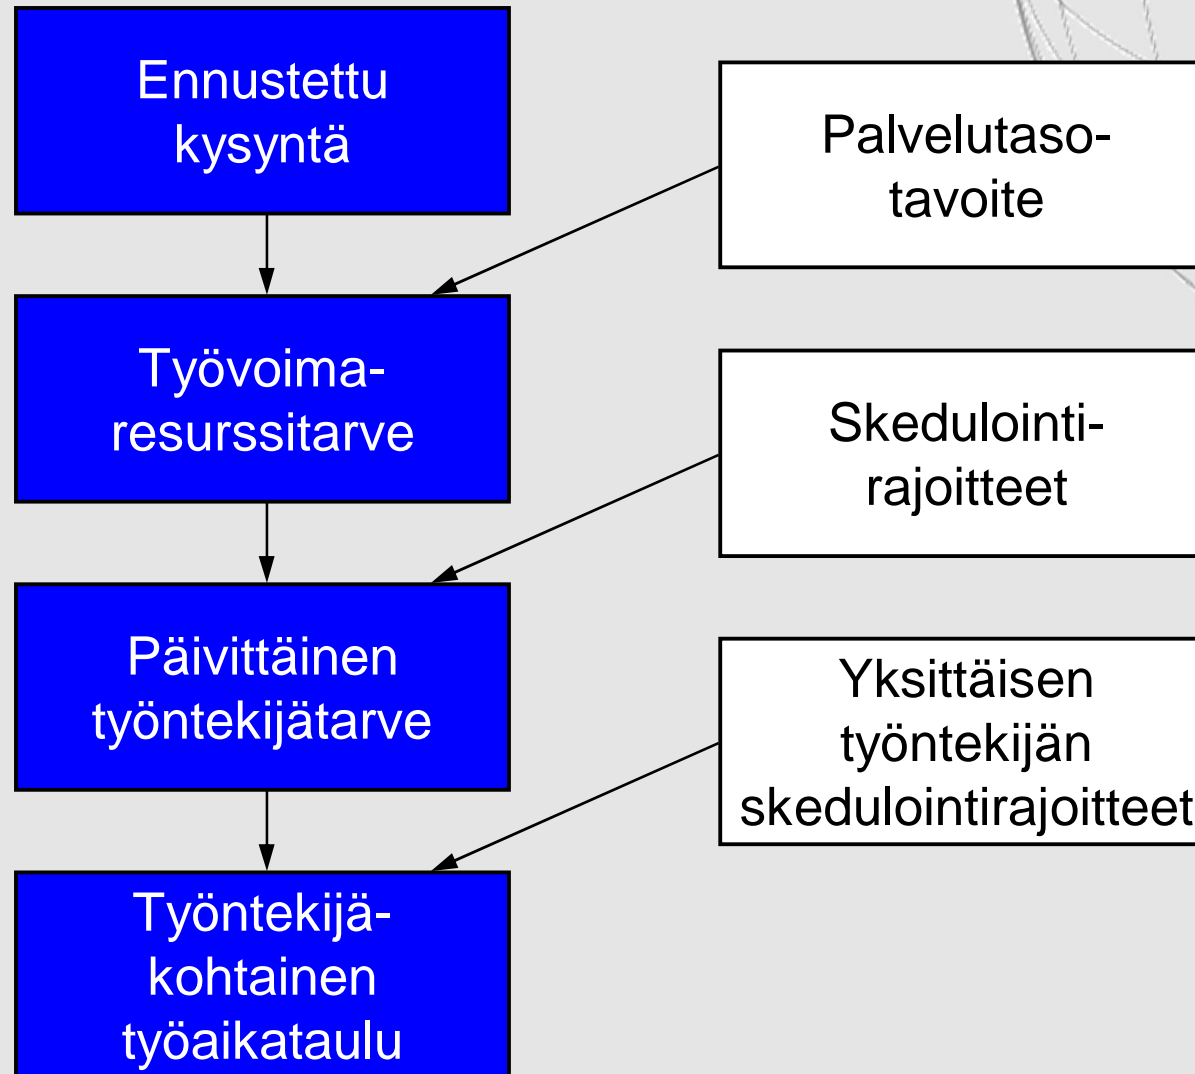 Ennustettu
kysyntä
Palvelutaso-
tavoite
Työvoima-
resurssitarve
Skedulointi-
rajoitteet
Päivittäinen
työntekijätarve
Yksittäisen
työntekijän
skedulointirajoitteet
Työntekijä-
kohtainen
työaikataulu